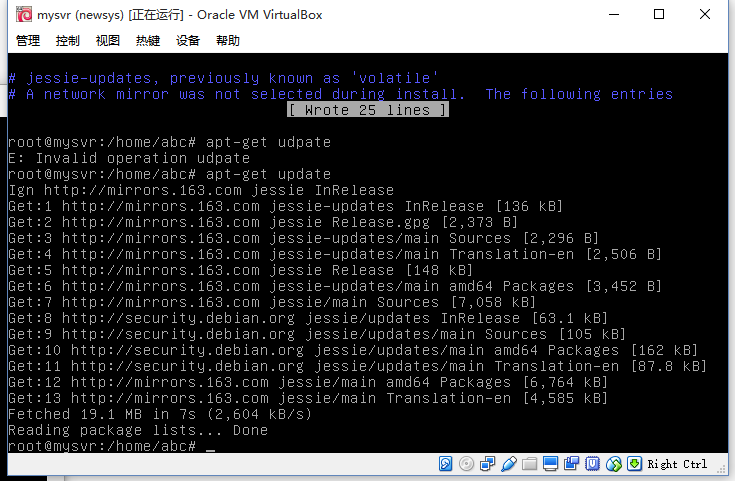 mysvr (newsys) [正在运行] - Oracle VM VirtualBox
管理 控制 视图 热键 设备 帮助
# jessie-updates, previously known as 'volatile'
# A network mirror was not selected during install.  The following entries
[ Wrote 25 lines ]
root@mysvr:/home/abc# apt-get udpate
E: Invalid operation udpate
root@mysvr:/home/abc# apt-get update
Ign http://mirrors.163.com jessie InRelease
Get:1 http://mirrors.163.com jessie-updates InRelease [136 kB]
Get:2 http://mirrors.163.com jessie Release.gpg [2,373 B]
Get:3 http://mirrors.163.com jessie-updates/main Sources [2,296 B]
Get:4 http://mirrors.163.com jessie-updates/main Translation-en [2,506 B]
Get:5 http://mirrors.163.com jessie Release [148 kB]
Get:6 http://mirrors.163.com jessie-updates/main amd64 Packages [3,452 B]
Get:7 http://mirrors.163.com jessie/main Sources [7,058 kB]
Get:8 http://security.debian.org jessie/updates InRelease [63.1 kB]
Get:9 http://security.debian.org jessie/updates/main Sources [105 kB]
Get:10 http://security.debian.org jessie/updates/main amd64 Packages [162 kB]
Get:11 http://security.debian.org jessie/updates/main Translation-en [87.8 kB]
Get:12 http://mirrors.163.com jessie/main amd64 Packages [6,764 kB]
Get:13 http://mirrors.163.com jessie/main Translation-en [4,585 kB]
Fetched 19.1 MB in 7s (2,604 kB/s)
Reading package lists... Done
root@mysvr:/home/abc# _
Right Ctrl